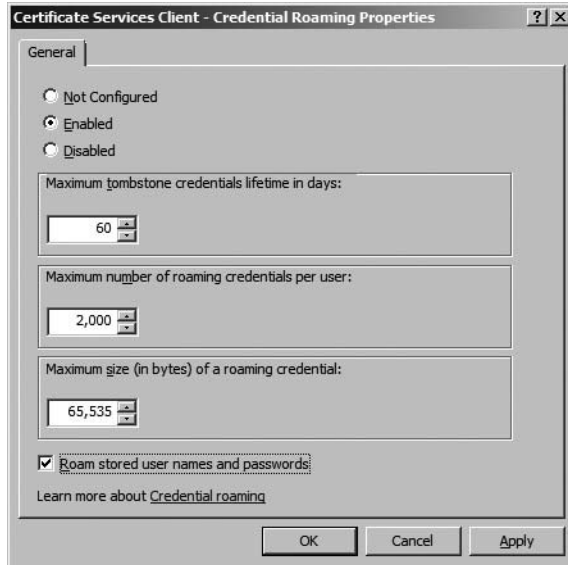 Certificate Services Client - Credential Roaming Properties ? x
General
Not Configured
Enabled
Disabled
Maximum tombstone credentials lifetime in days:
60
Maximum number of roaming credentials per user:
2,000
Maximum size (in bytes) of a roaming credential:
65,535
Roam stored user names and passwords
Learn more about Credential roaming
OK Cancel Apply